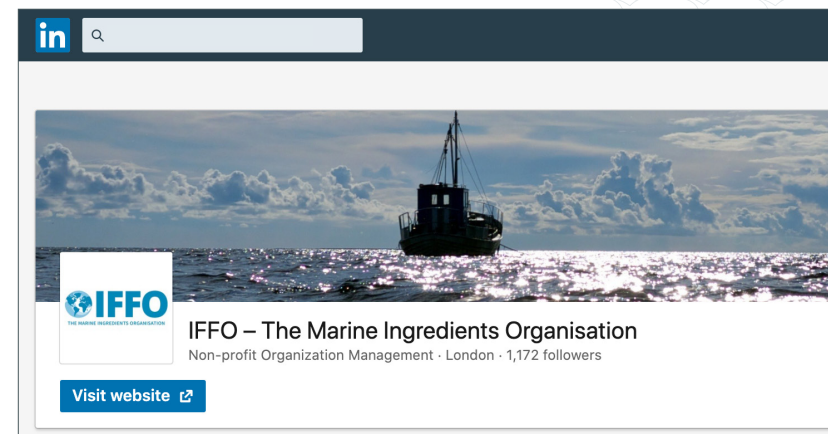 in
IFFO
THE MARINE INGREDIENTS ORGANISATION
IFFO – The Marine Ingredients Organisation
Non-profit Organization Management · London · 1,172 followers
Visit website